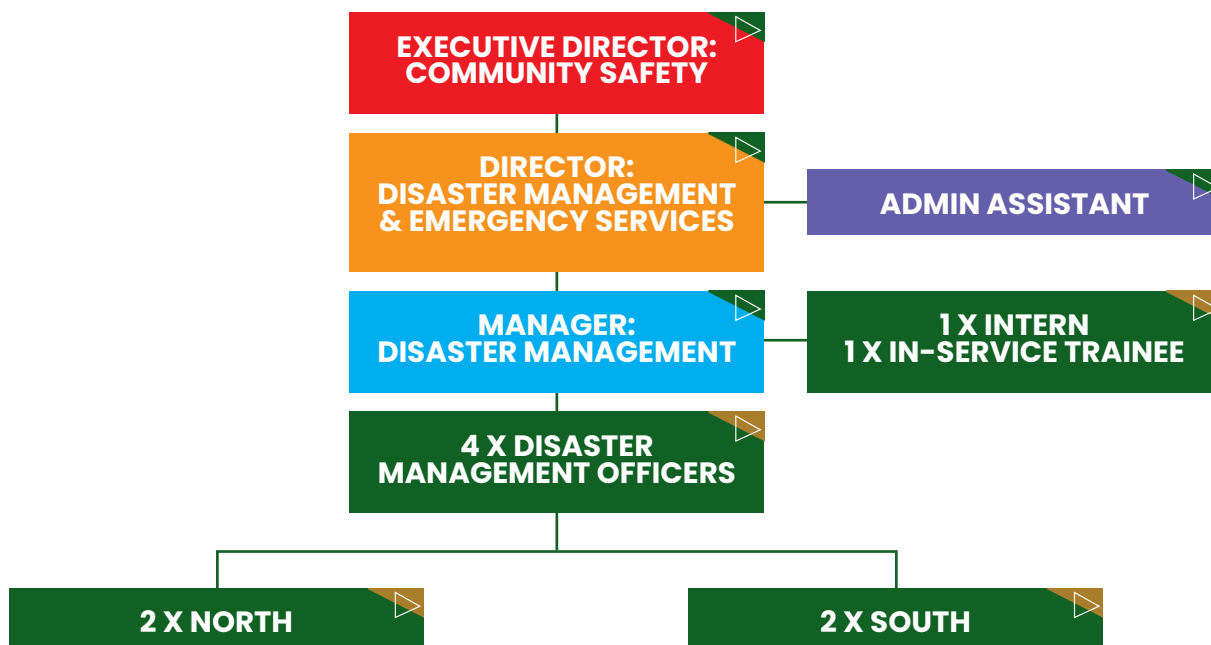 EXECUTIVE DIRECTOR:
COMMUNITY SAFETY
DIRECTOR:
DISASTER MANAGEMENT
& EMERGENCY SERVICES
ADMIN ASSISTANT
MANAGER:
DISASTER MANAGEMENT
1 X INTERN
1 X IN-SERVICE TRAINEE
4 X DISASTER
MANAGEMENT OFFICERS
2 X NORTH
2 X SOUTH